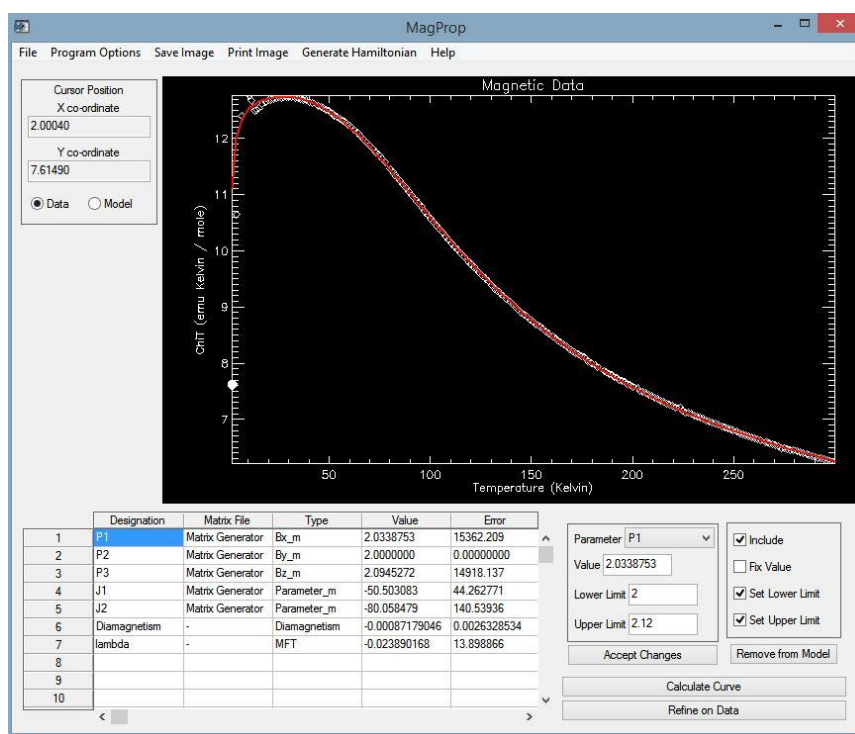 MagProp
File Program Options Save Image Print Image Generate Hamiltonian Help
Cursor Position
X co-ordinate
2.00040
Y co-ordinate
7.61490
Data Model
Magnetic Data
ChiT (emu Kelvin / mole)
12
11
10
9
8
7
50 100 150 200 250
Temperature (Kelvin)
Designation Matrix File Type Value Error
1 P1 Matrix Generator Bx_m 2.0338753 15362.209
2 P2 Matrix Generator By_m 2.0000000 0.00000000
3 P3 Matrix Generator Bz_m 2.0945272 14918.137
4 J1 Matrix Generator Parameter_m -50.503083 44.262771
5 J2 Matrix Generator Parameter_m -80.058479 140.53936
6 Diamagnetism - Diamagnetism -0.00087179046 0.0026328534
7 lambda - MFT -0.023890168 13.898866
8
9
10
Parameter P1
Value 2.0338753
Lower Limit 2
Upper Limit 2.12
Accept Changes
Include
Fix Value
Set Lower Limit
Set Upper Limit
Remove from Model
Calculate Curve
Refine on Data